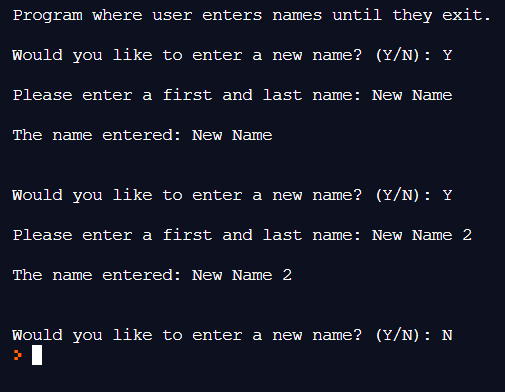 Program where user enters names until they exit.
Would you like to enter a new name? (Y/N): Y
Please enter a first and last name: New Name
The name entered: New Name
Would you like to enter a new name? (Y/N): Y
Please enter a first and last name: New Name 2
The name entered: New Name 2
Would you like to enter a new name? (Y/N): N
>